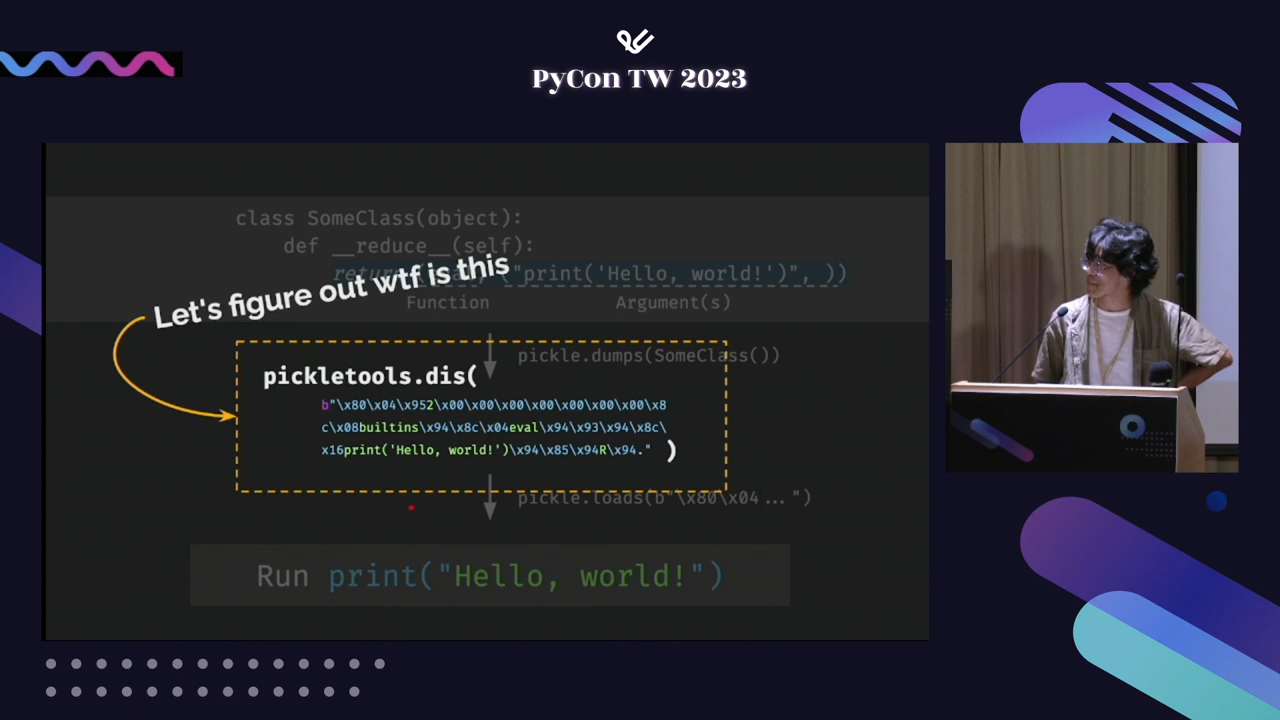 PyCon TW 2023
class SomeClass(object):
def __reduce__(self):
return (eval, ("print('Hello, world!')", ))
Let's figure out wtf is this
Function Argument(s)
pickle.dumps(SomeClass())
pickletools.dis(
b"\x80\x04\x952\x00\x00\x00\x00\x00\x00\x00\x8
c\x08builtins\x94\x8c\x04eval\x94\x93\x94\x8c\
x16print('Hello, world!')\x94\x85\x94R\x94." )
pickle.loads(b"\x80\x04...")
Run print("Hello, world!")